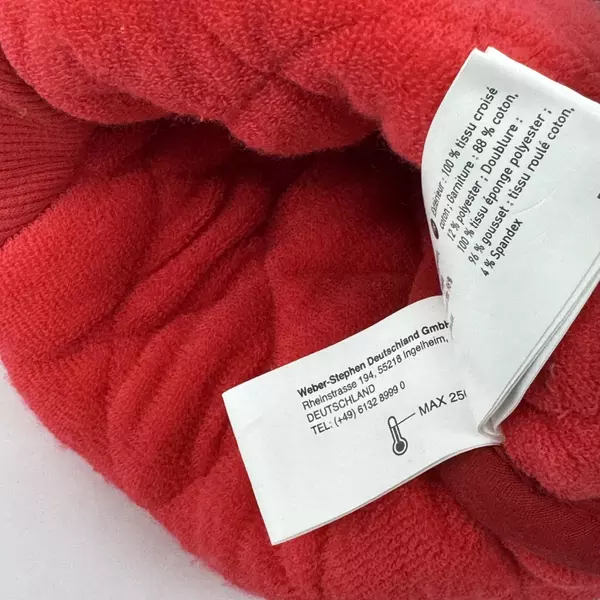 Extérieur : 100 % tissu croisé
coton ; Garniture : 88 % coton,
12 % polyester ; Doublure :
100 % tissu éponge polyester ;
96 % gousset : tissu roulé coton,
4 % Spandex
Weber-Stephen Deutschland GmbH
Rheinstrasse 194, 55218 Ingelheim,
DEUTSCHLAND
TEL: (+49) 6132 8999 0
MAX